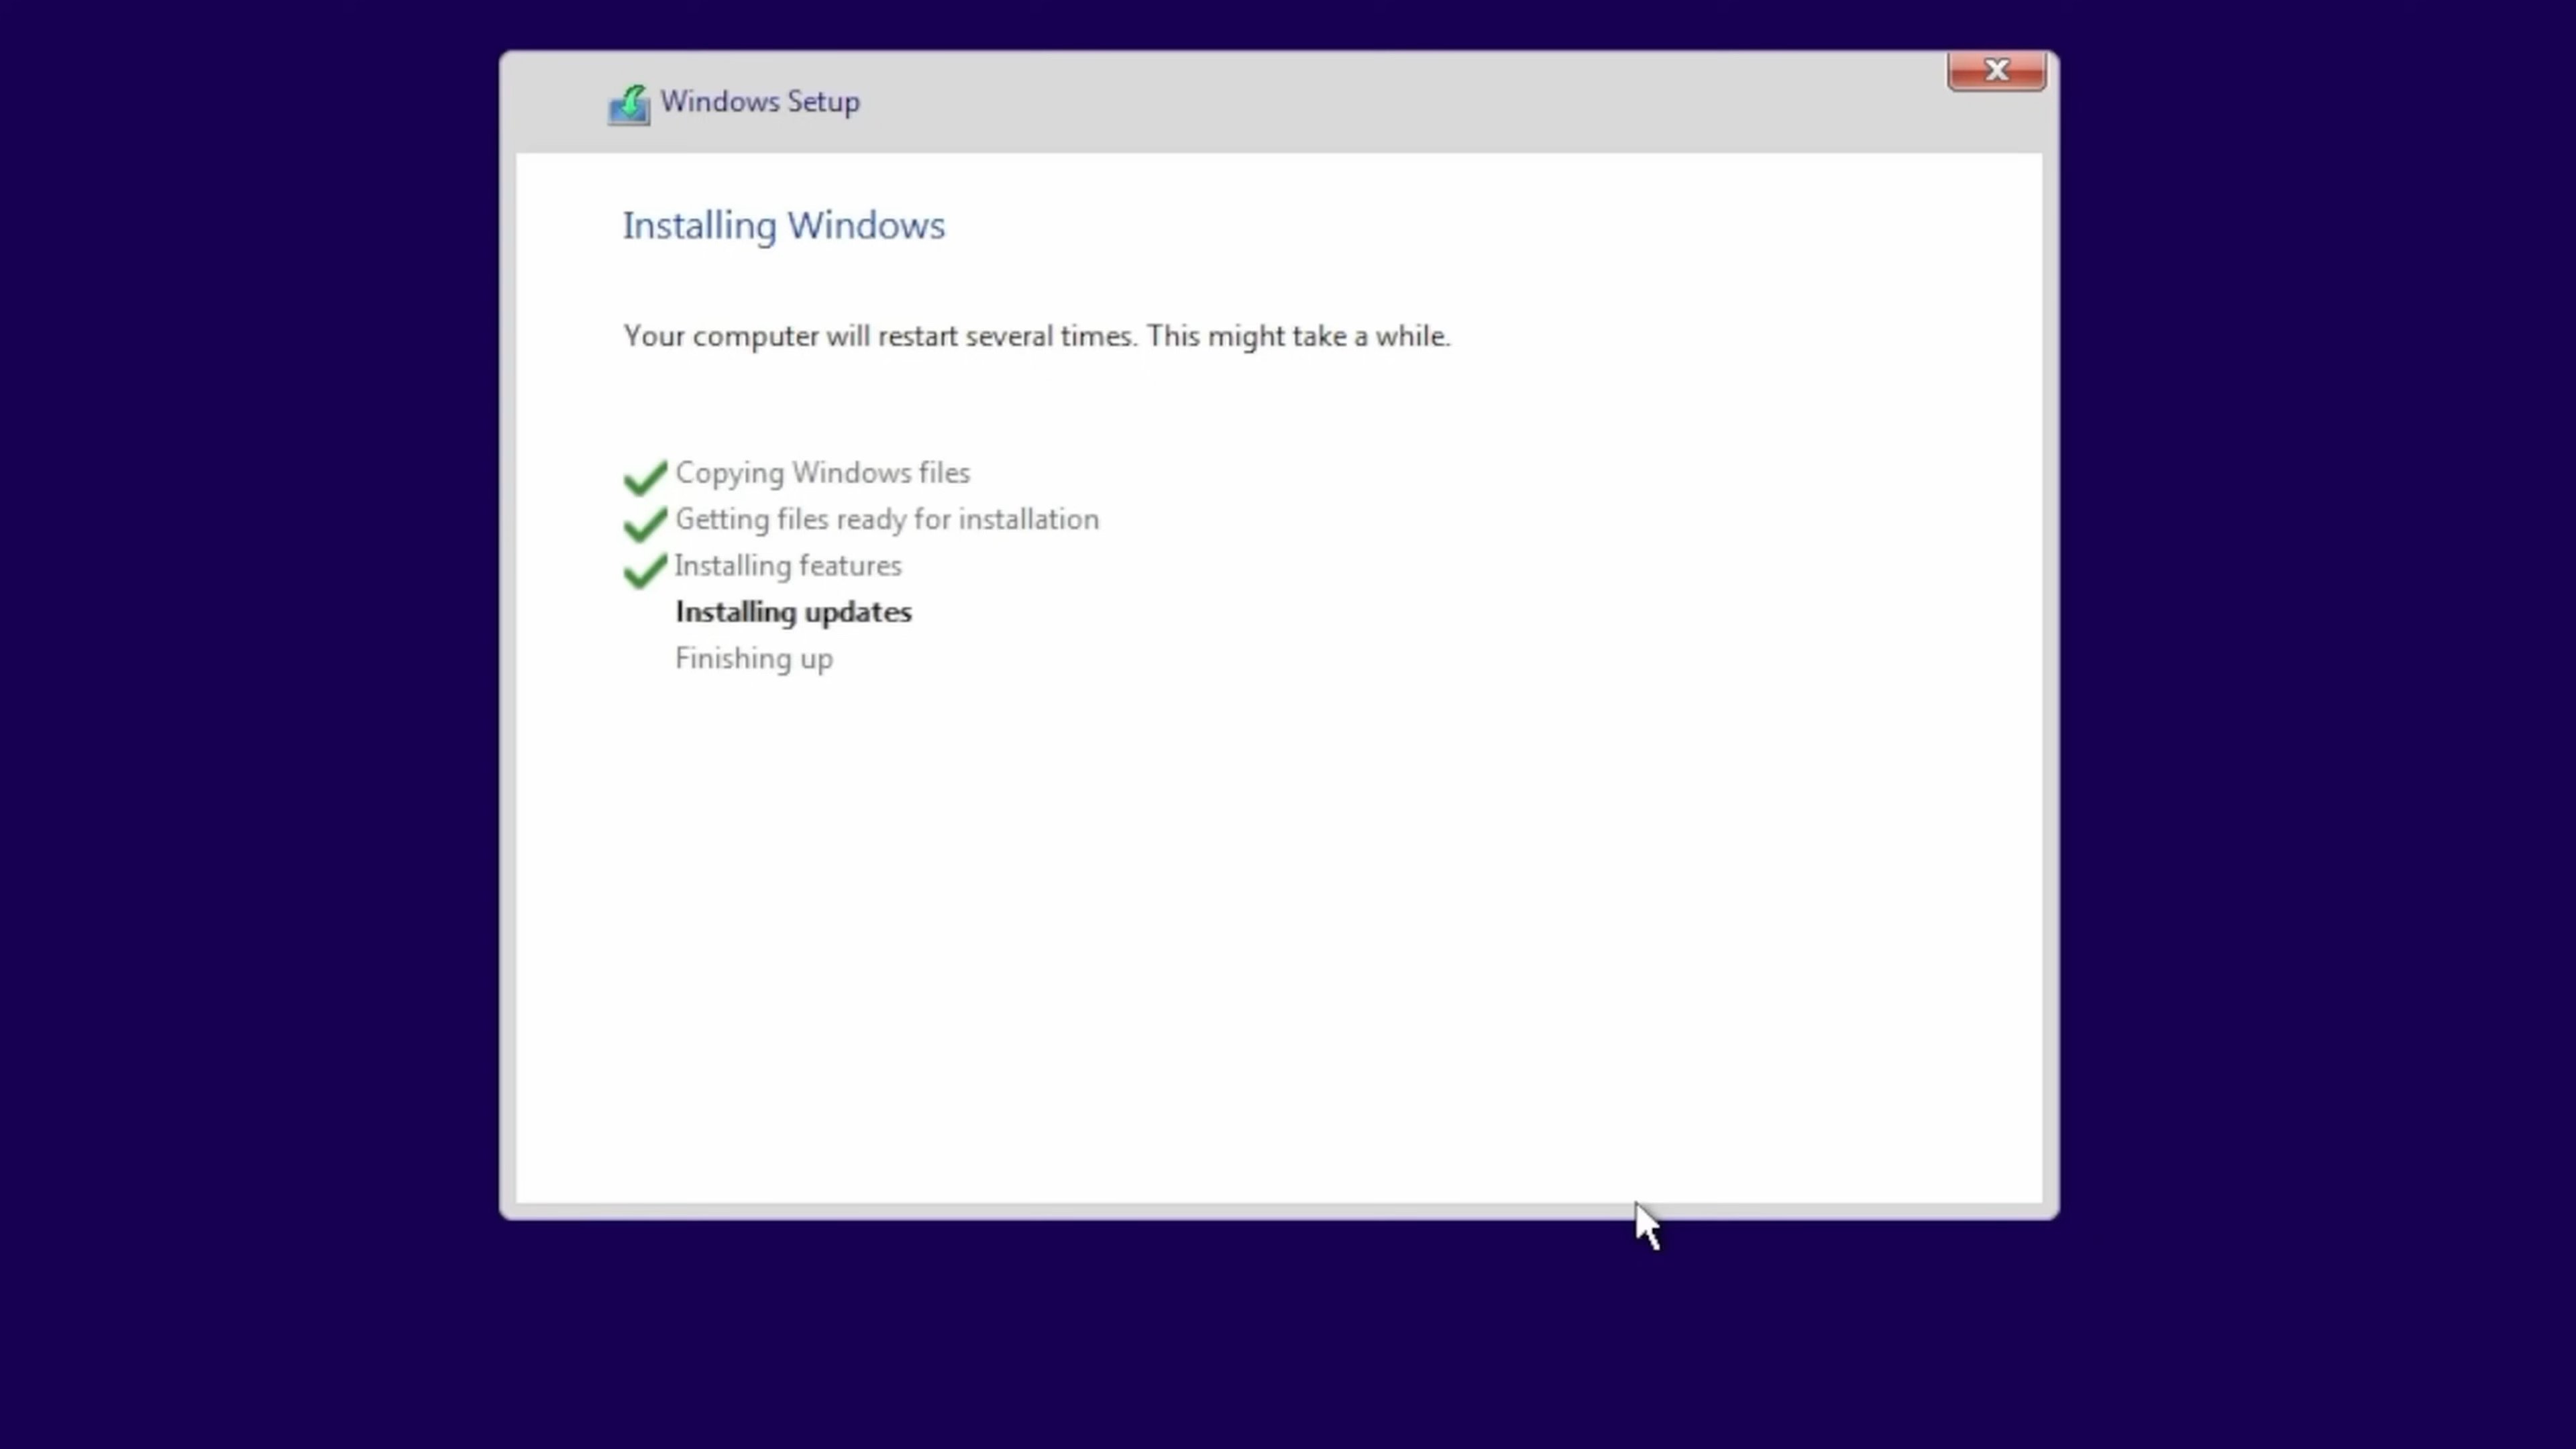 Windows Setup
Installing Windows
Your computer will restart several times. This might take a while.
Copying Windows files
Getting files ready for installation
Installing features
Installing updates
Finishing up